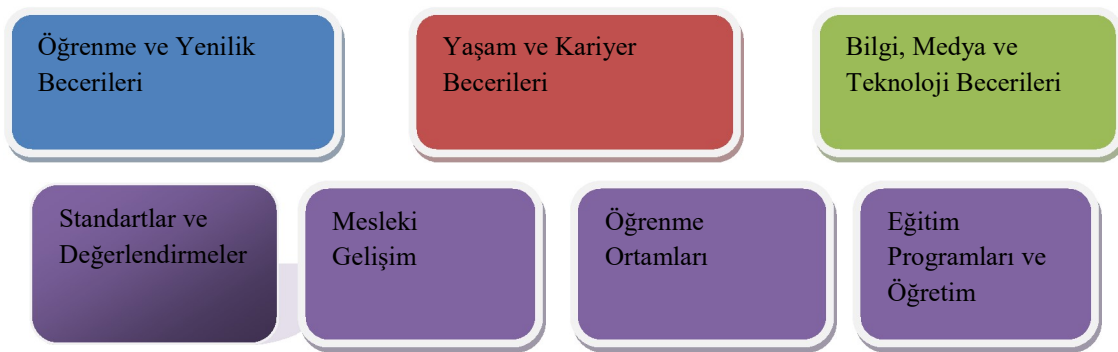 Öğrenme ve Yenilik
Becerileri
Yaşam ve Kariyer
Becerileri
Bilgi, Medya ve
Teknoloji Becerileri
Standartlar ve
Değerlendirmeler
Mesleki
Gelişim
Öğrenme
Ortamları
Eğitim
Programları ve
Öğretim